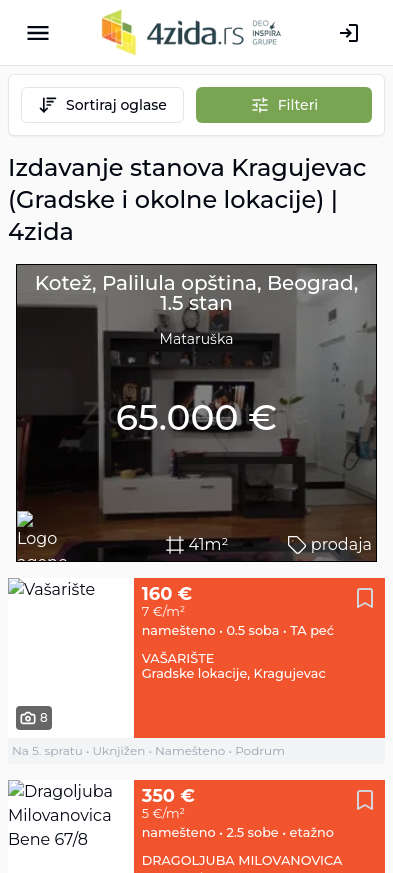 4zida.rs
DEO
INSPIRA
GRUPE
Sortiraj oglase
Filteri
Izdavanje stanova Kragujevac
(Gradske i okolne lokacije) |
4zida
Kotež, Palilula opština, Beograd,
1.5 stan
Mataruška
65.000 €
Logo
41m²
prodaja
Vašarište
160 €
7 €/m²
namešteno • 0.5 soba • TA peć
VAŠARIŠTE
Gradske lokacije, Kragujevac
8
Na 5. spratu • Uknjižen • Namešteno • Podrum
Dragoljuba
Milovanovica
Bene 67/8
350 €
5 €/m²
namešteno • 2.5 sobe • etažno
DRAGOLJUBA MILOVANOVICA